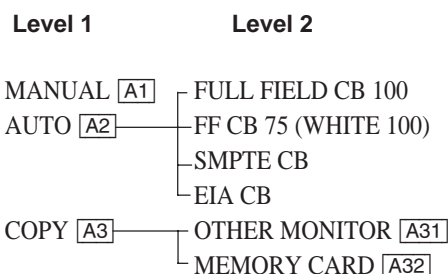 Level 1 Level 2
MANUAL A1 FULL FIELD CB 100
AUTO A2 FF CB 75 (WHITE 100)
SMPTE CB
EIA CB
COPY A3 OTHER MONITOR A31
MEMORY CARD A32